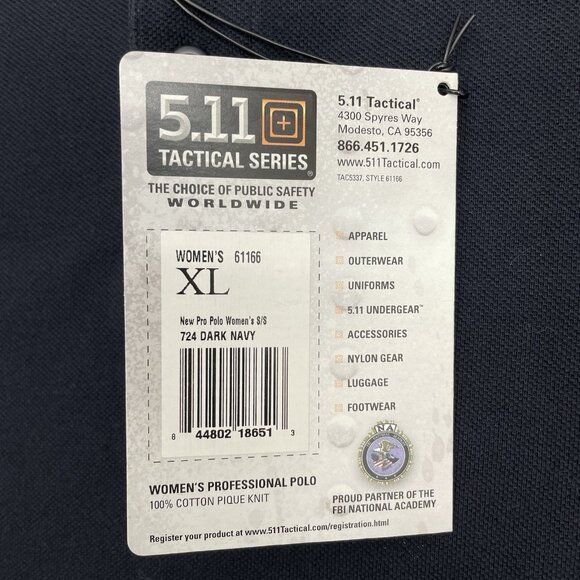 5.11
TACTICAL SERIES®
THE CHOICE OF PUBLIC SAFETY
WORLDWIDE
5.11 Tactical®
4300 Spyres Way
Modesto, CA 95356
866.451.1726
www.511Tactical.com
TAC5337, STYLE 61166
WOMEN'S 61166
XL
New Pro Polo Women's S/S
724 DARK NAVY
8 44802 18651 3
APPAREL
OUTERWEAR
UNIFORMS
5.11 UNDERGEAR™
ACCESSORIES
NYLON GEAR
LUGGAGE
FOOTWEAR
WOMEN'S PROFESSIONAL POLO
100% COTTON PIQUE KNIT
NA
PROUD PARTNER OF THE
FBI NATIONAL ACADEMY
Register your product at www.511Tactical.com/registration.html